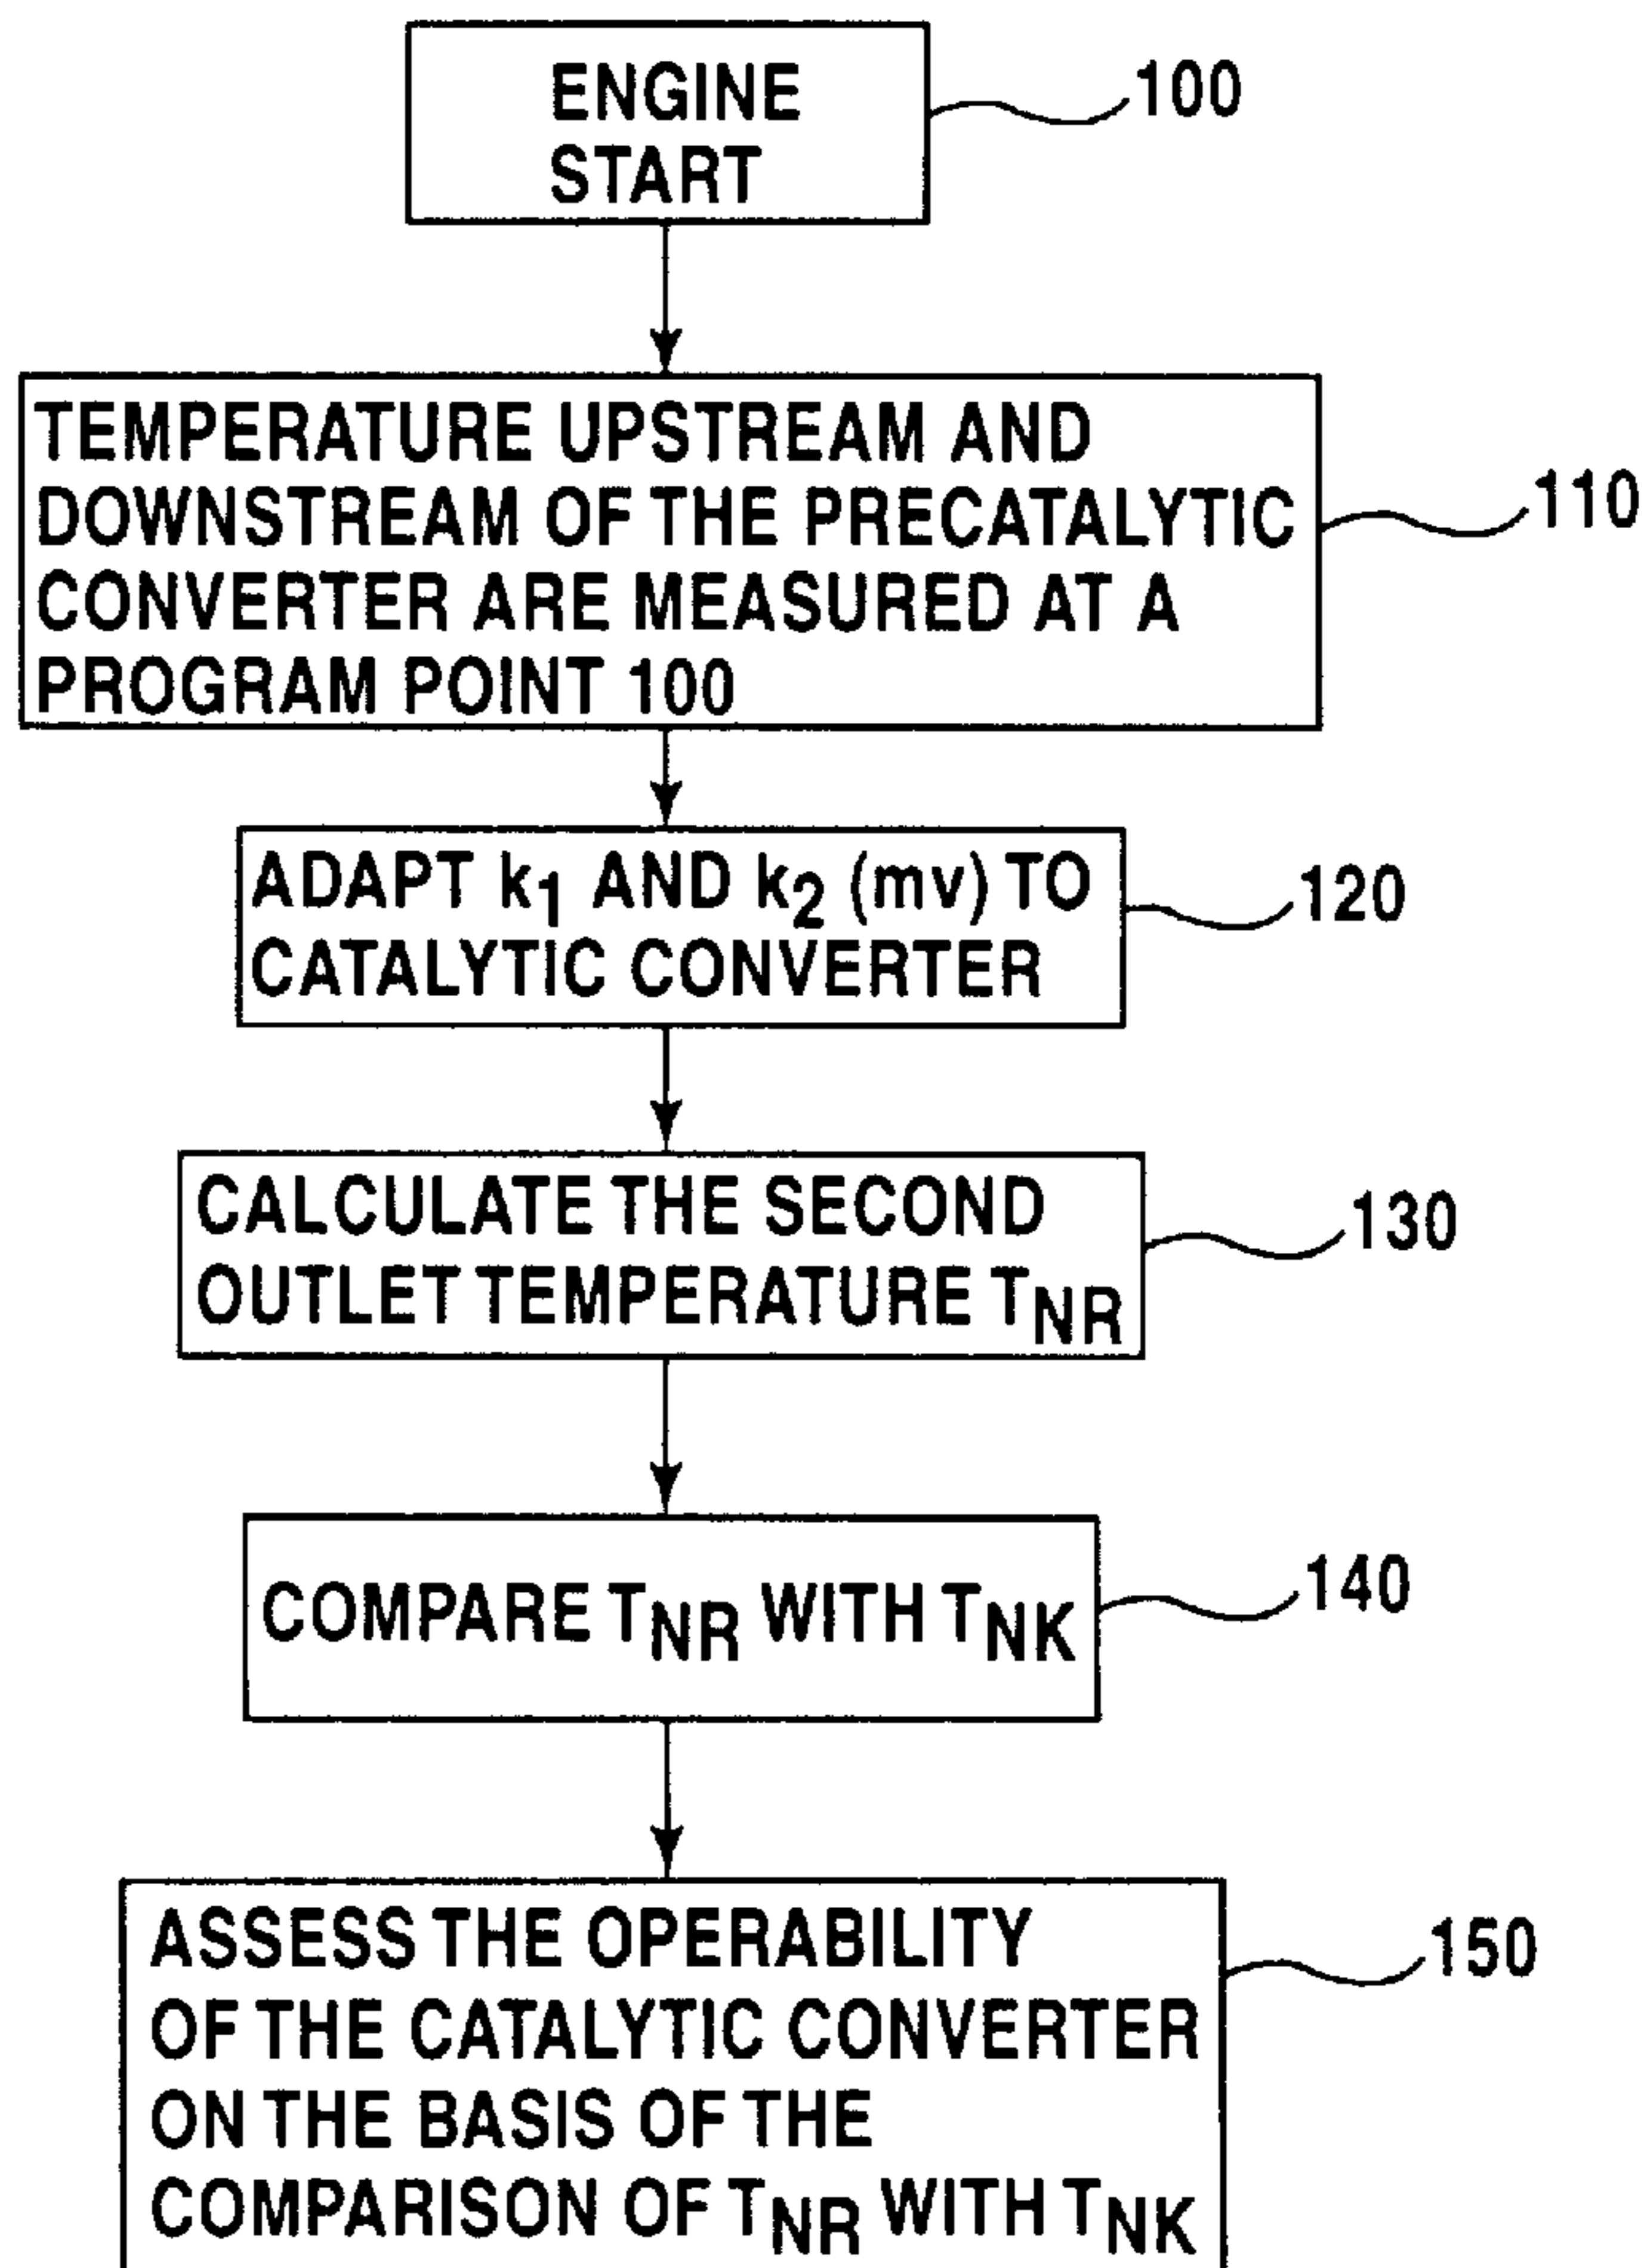 ENGINE
START
100
TEMPERATURE UPSTREAM AND
DOWNSTREAM OF THE PRECATALYTIC
CONVERTER ARE MEASURED AT A
PROGRAM POINT 100
110
ADAPT k1 AND k2 (mv) TO
CATALYTIC CONVERTER
120
CALCULATE THE SECOND
OUTLET TEMPERATURE TNR
130
COMPARE TNR WITH TNK
140
ASSESS THE OPERABILITY
OF THE CATALYTIC CONVERTER
ON THE BASIS OF THE
COMPARISON OF TNR WITH TNK
150